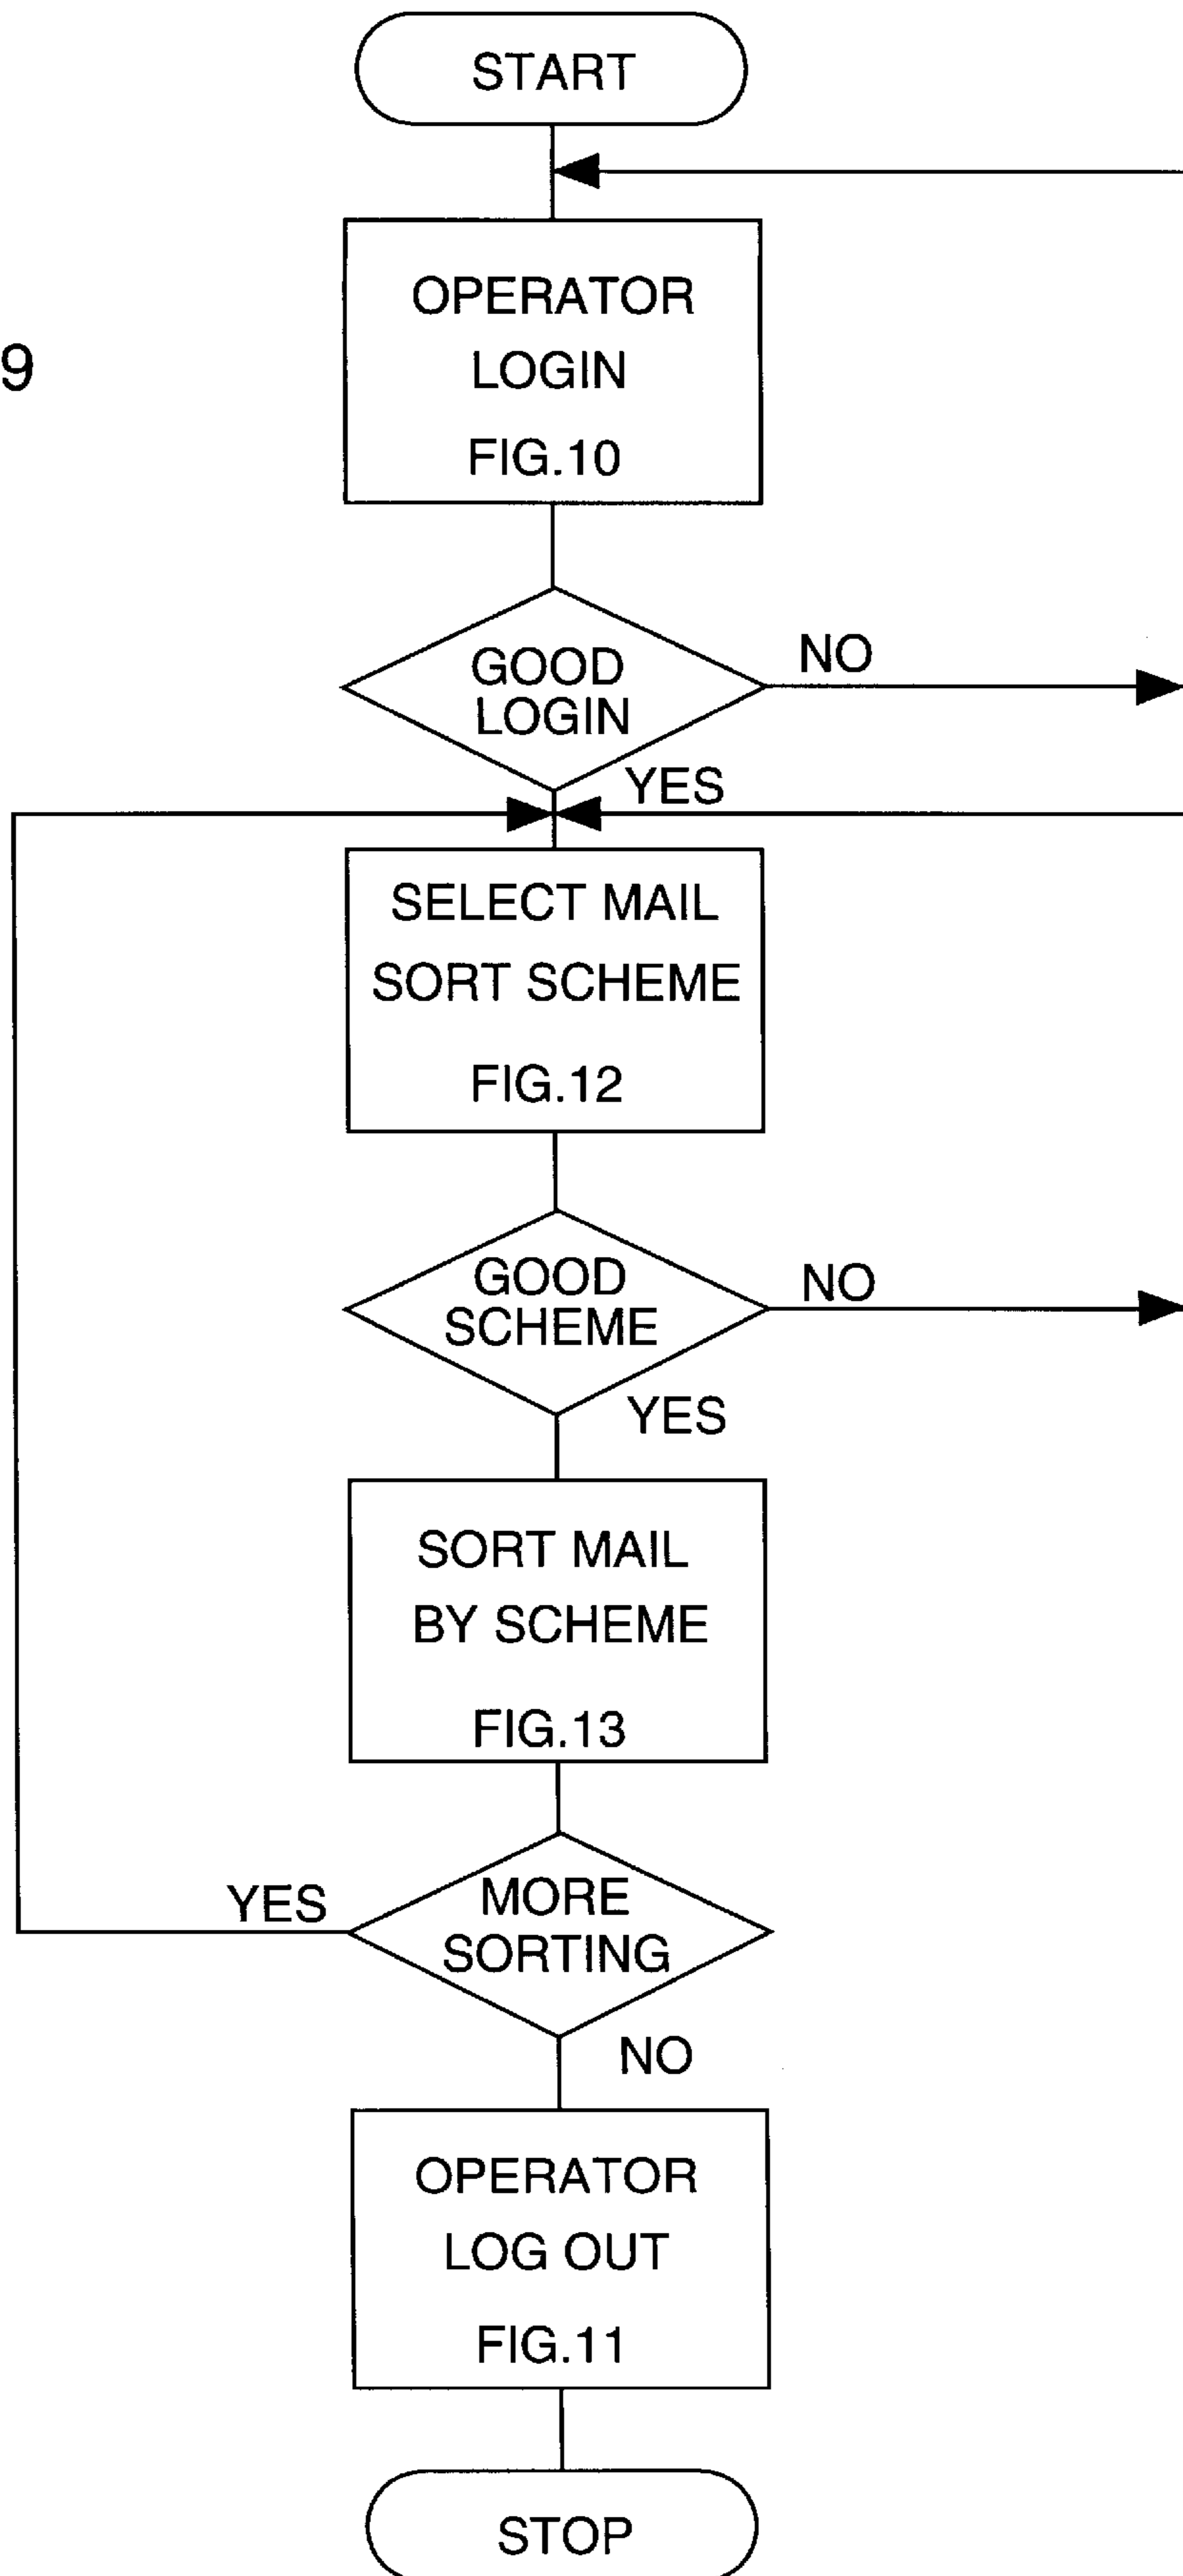 START
OPERATOR
LOGIN
FIG.10
9
GOOD
LOGIN
NO
YES
SELECT MAIL
SORT SCHEME
FIG.12
GOOD
SCHEME
NO
YES
SORT MAIL
BY SCHEME
FIG.13
MORE
SORTING
YES
NO
OPERATOR
LOG OUT
FIG.11
STOP